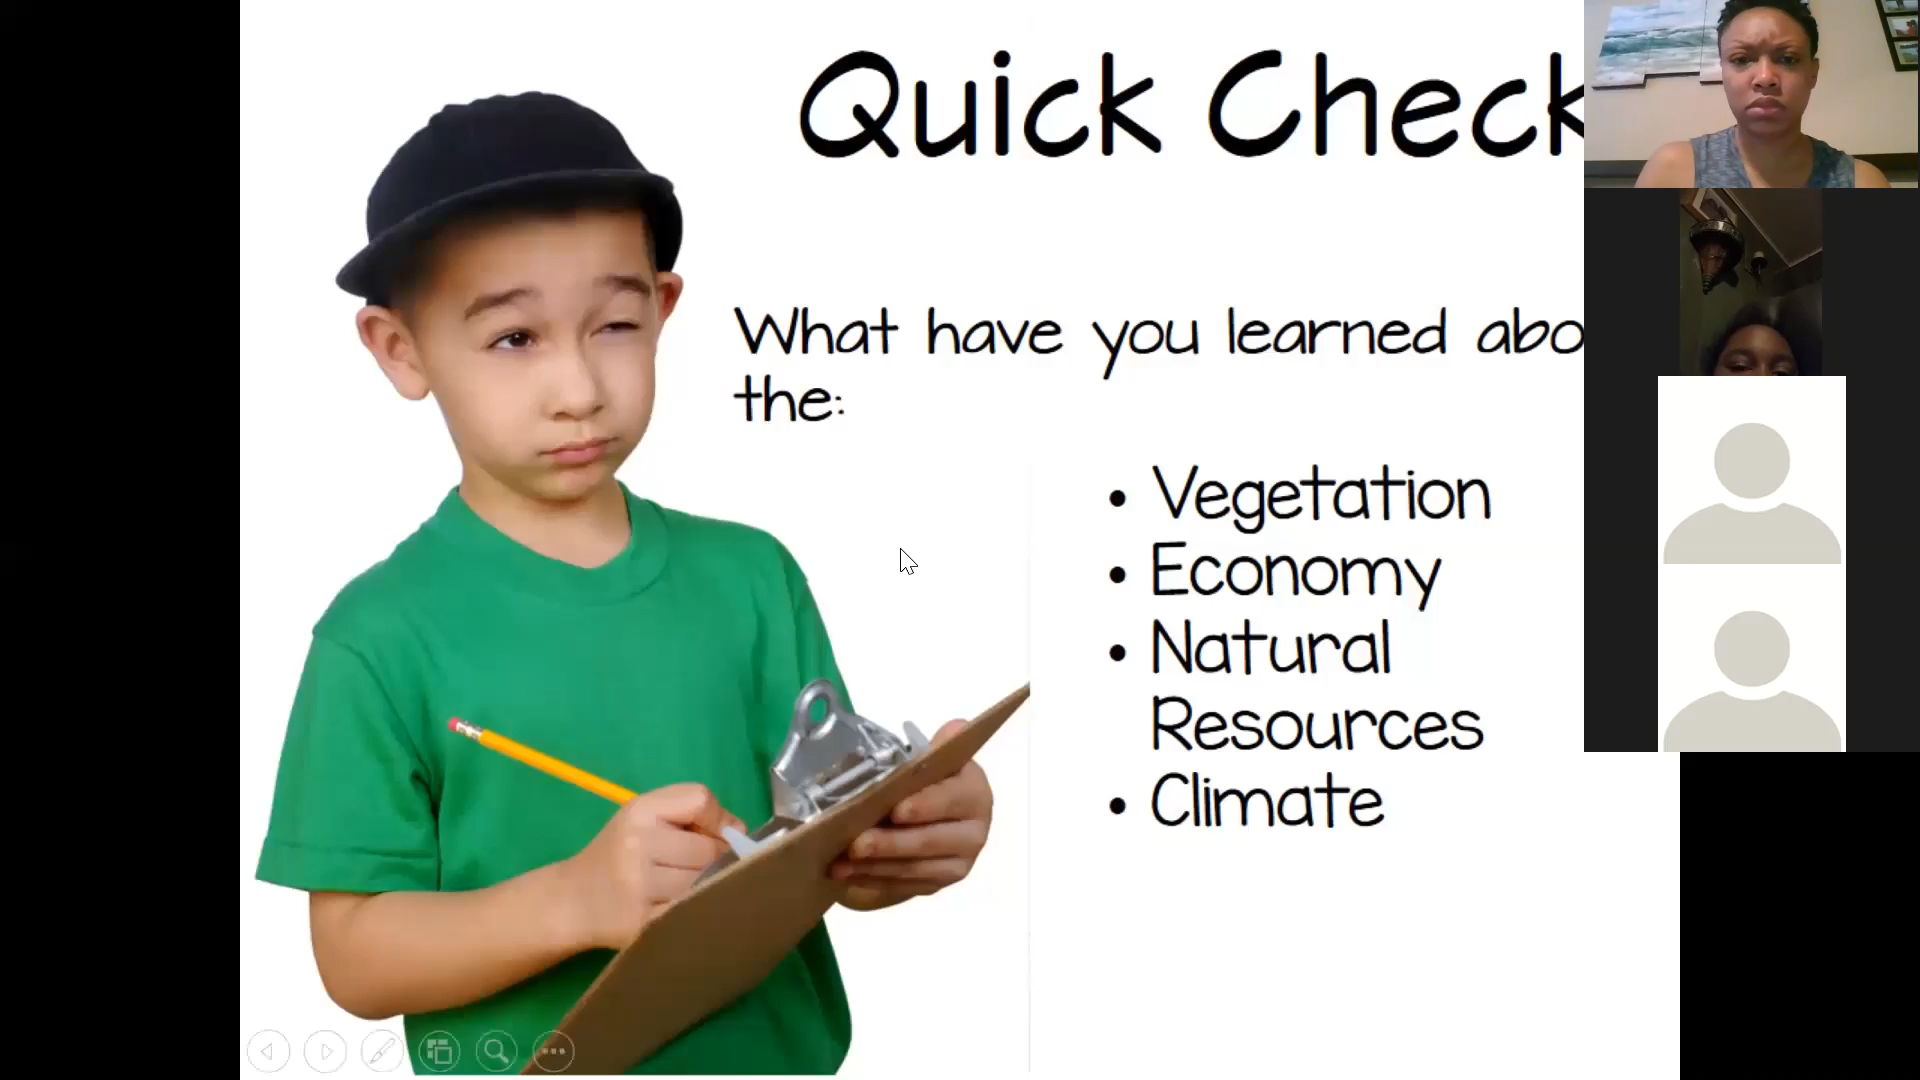 Quick Check
What have you learned abo
the:
• Vegetation
• Economy
• Natural
Resources
• Climate